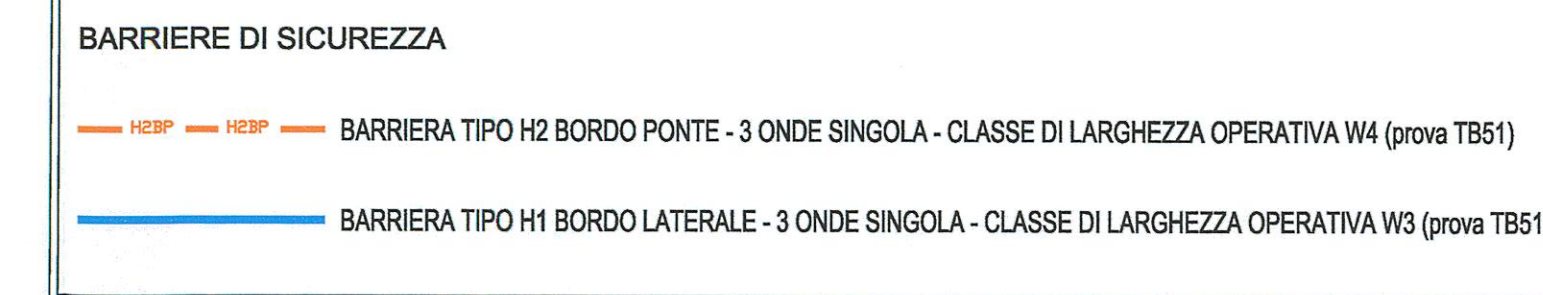 BARRIERE DI SICUREZZA
H2BP H2BP BARRIERA TIPO H2 BORDO PONTE - 3 ONDE SINGOLA - CLASSE DI LARGHEZZA OPERATIVA W4 (prova TB51)
BARRIERA TIPO H1 BORDO LATERALE - 3 ONDE SINGOLA - CLASSE DI LARGHEZZA OPERATIVA W3 (prova TB51